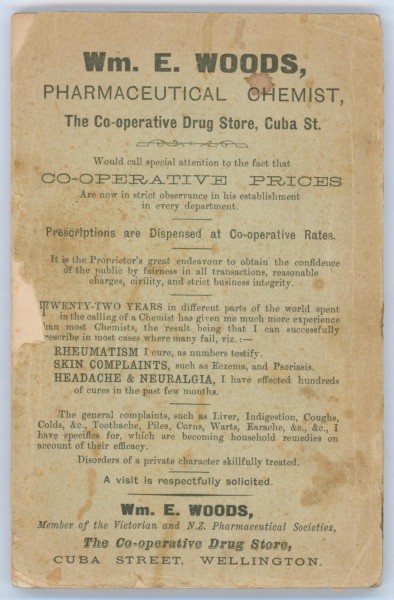 Wm. E. WOODS,
PHARMACEUTICAL CHEMIST,
The Co-operative Drug Store, Cuba St.
Would call special attention to the fact that
CO-OPERATIVE PRICES
Are now in strict observance in his establishment
in every department.
Prescriptions are Dispensed at Co-operative Rates.
It is the Proprietor's great endeavour to obtain the confidence
of the public by fairness in all transactions, reasonable
charges, civility, and strict business integrity.
TWENTY-TWO YEARS in different parts of the world spent
in the calling of a Chemist has given me much more experience
than most Chemists, the result being that I can successfully
rescribe in most cases where many fail, viz.:—
RHEUMATISM I cure, as numbers testify.
SKIN COMPLAINTS, such as Eczema, and Psoriasis.
HEADACHE & NEURALGIA, I have effected hundreds
of cures in the past few months.
The general complaints, such as Liver, Indigestion, Coughs,
Colds, &c., Toothache, Piles, Corns, Warts, Earache, &c., &c., I
have specifics for, which are becoming household remedies on
account of their efficacy.
Disorders of a private character skillfully treated.
A visit is respectfully solicited.
Wm. E. WOODS,
Member of the Victorian and N.Z. Pharmaceutical Societies,
The Co-operative Drug Store,
CUBA STREET, WELLINGTON.